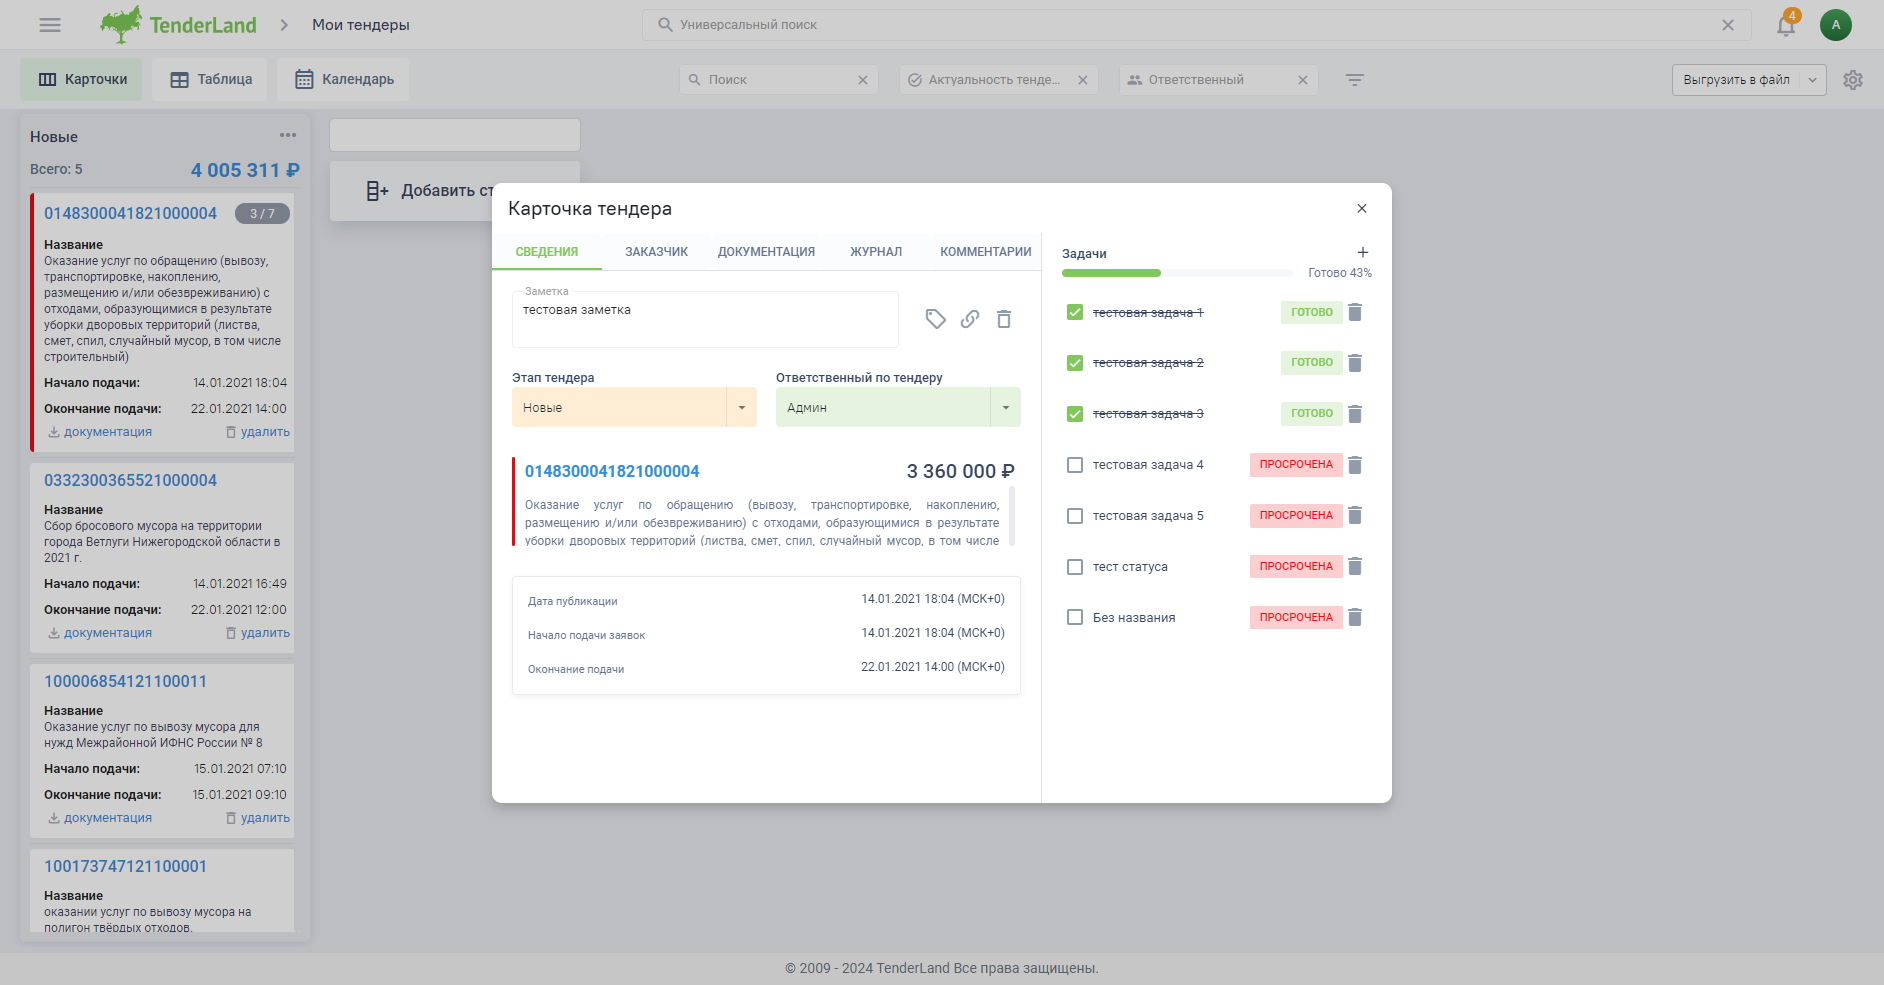 TenderLand
Мои тендеры
Универсальный поиск
4
А
Карточки
Таблица
Календарь
Поиск
Актуальность тенде...
Ответственный
Выгрузить в файл
Новые
Всего: 5
4 005 311 ₽
0148300041821000004
3 / 7
Название
Оказание услуг по обращению (вывозу,
транспортировке, накоплению,
размещению и/или обезвреживанию) с
отходами, образующимися в результате
уборки дворовых территорий (листва,
смет, спил, случайный мусор, в том числе
строительный)
Начало подачи:
14.01.2021 18:04
Окончание подачи:
22.01.2021 14:00
документация
удалить
0332300365521000004
Название
Сбор бросового мусора на территории
города Ветлуги Нижегородской области в
2021 г.
Начало подачи:
14.01.2021 16:49
Окончание подачи:
22.01.2021 12:00
документация
удалить
100006854121100011
Название
Оказание услуг по вывозу мусора для
нужд Межрайонной ИФНС России № 8
Начало подачи:
15.01.2021 07:10
Окончание подачи:
15.01.2021 09:10
документация
удалить
100173747121100001
Название
оказании услуг по вывозу мусора на
полигон твёрдых отходов.
Добавить ст
Карточка тендера
СВЕДЕНИЯ
ЗАКАЗЧИК
ДОКУМЕНТАЦИЯ
ЖУРНАЛ
КОММЕНТАРИИ
Заметка
тестовая заметка
Этап тендера
Ответственный по тендеру
Новые
Админ
0148300041821000004
3 360 000 ₽
Оказание услуг по обращению (вывозу, транспортировке, накоплению,
размещению и/или обезвреживанию) с отходами, образующимися в результате
уборки дворовых территорий (листва, смет, спил, случайный мусор, в том числе
Дата публикации
14.01.2021 18:04 (МСК+0)
Начало подачи заявок
14.01.2021 18:04 (МСК+0)
Окончание подачи
22.01.2021 14:00 (МСК+0)
Задачи
Готово 43%
тестовая задача 1
ГОТОВО
тестовая задача 2
ГОТОВО
тестовая задача 3
ГОТОВО
тестовая задача 4
ПРОСРОЧЕНА
тестовая задача 5
ПРОСРОЧЕНА
тест статуса
ПРОСРОЧЕНА
Без названия
ПРОСРОЧЕНА
© 2009 - 2024 TenderLand Все права защищены.